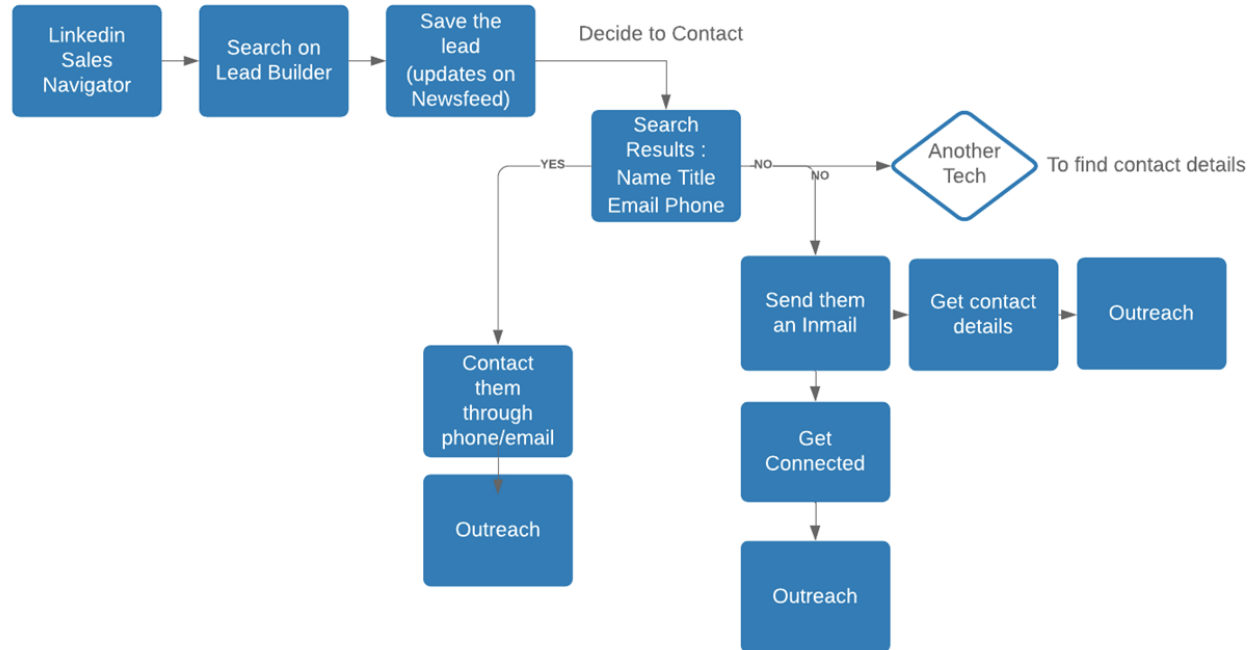 Linkedin
Sales
Navigator
Search on
Lead Builder
Save the
lead
(updates on
Newsfeed)
Decide to Contact
Search
Results :
Name Title
Email Phone
YES
NO
NO
Another
Tech
To find contact details
Send them
an Inmail
Get contact
details
Outreach
Contact
them
through
phone/email
Get
Connected
Outreach
Outreach